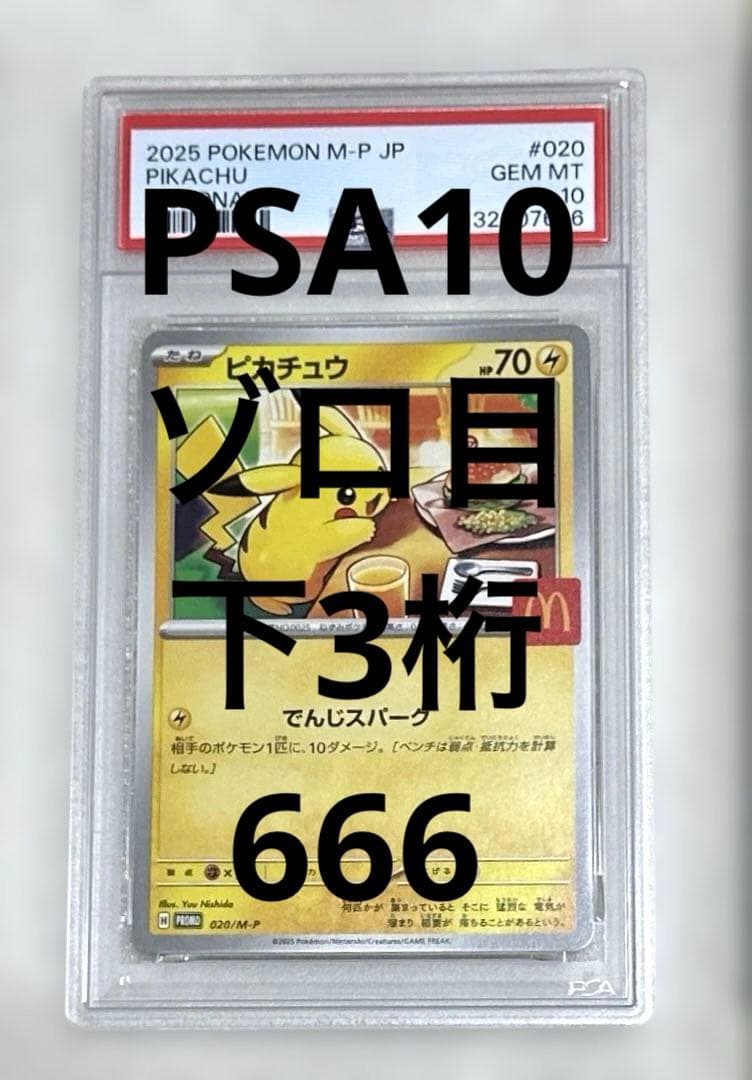 2025 POKEMON M-P JP #020
PIKACHU GEM MT
10
PSA10
たね ピカチュウ HP70
ゾロ目
下3桁
でんじスパーク
相手のポケモン1匹に、10ダメージ。[ベンチは弱点・抵抗力を計算
しない。]
666
Illus. Yuu Nishida
H PROMO 020/M-P
©2025 Pokémon/Nintendo/Creatures/GAME FREAK.
PSA